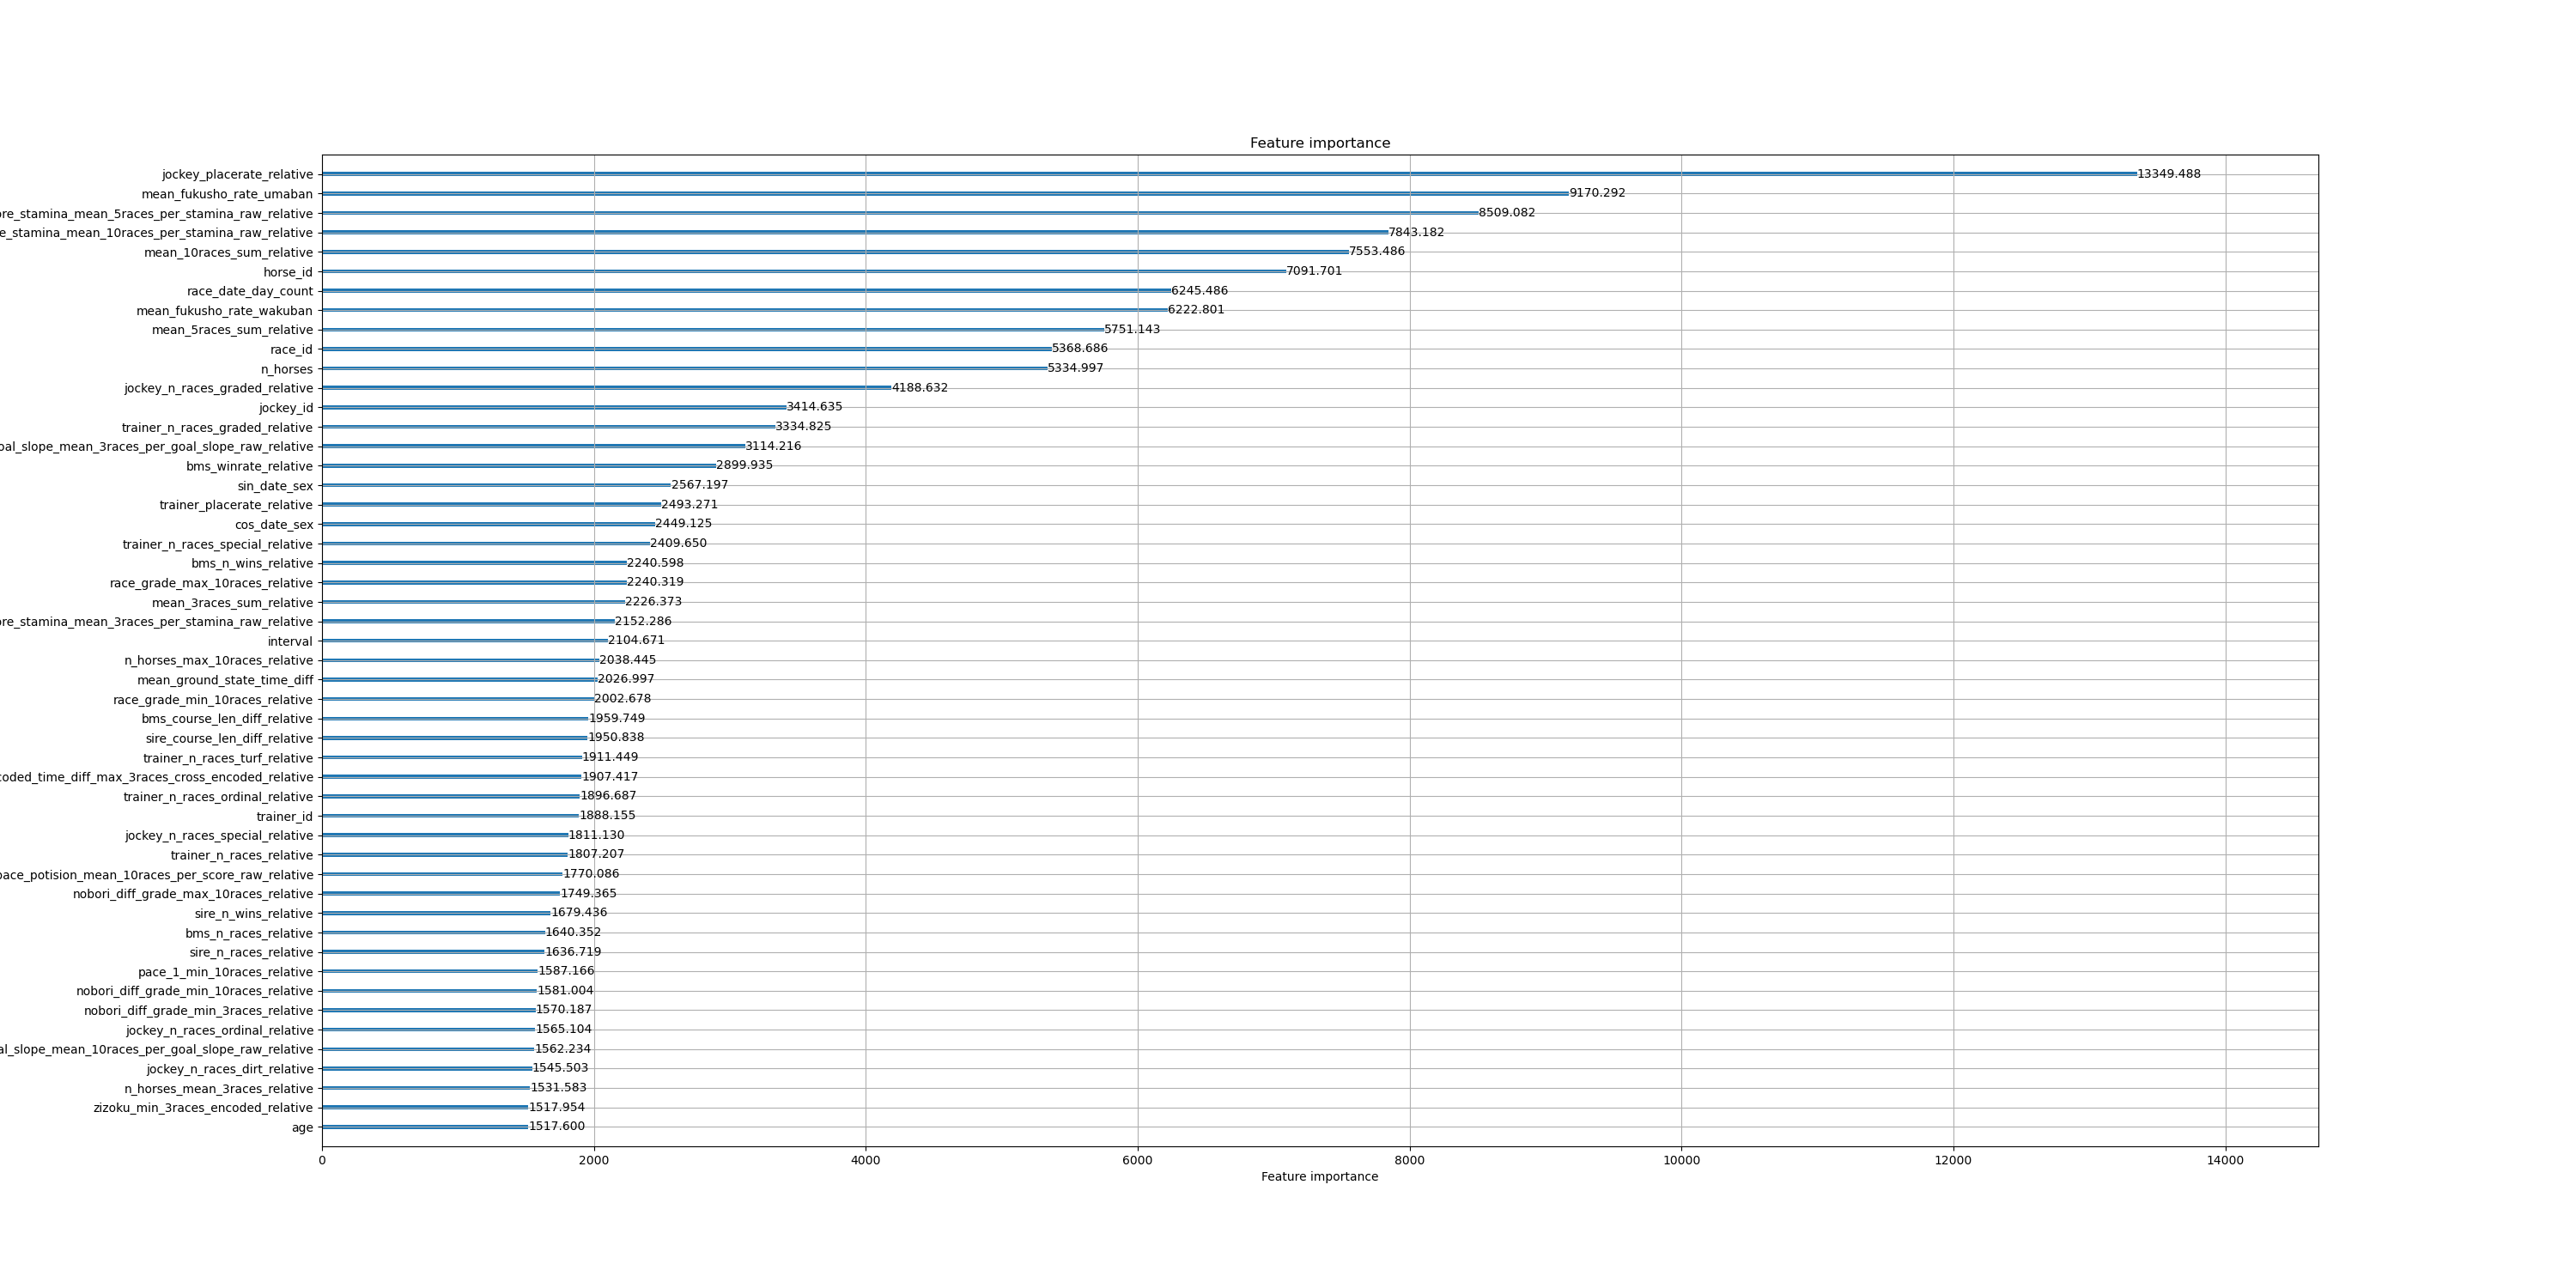 Feature importance
jockey_placerate_relative 13349.488
mean_fukusho_rate_umaban 9170.292
re_stamina_mean_5races_per_stamina_raw_relative 8509.082
e_stamina_mean_10races_per_stamina_raw_relative 7843.182
mean_10races_sum_relative 7553.486
horse_id 7091.701
race_date_day_count 6245.486
mean_fukusho_rate_wakuban 6222.801
mean_5races_sum_relative 5751.143
race_id 5368.686
n_horses 5334.997
jockey_n_races_graded_relative 4188.632
jockey_id 3414.635
trainer_n_races_graded_relative 3334.825
oal_slope_mean_3races_per_goal_slope_raw_relative 3114.216
bms_winrate_relative 2899.935
sin_date_sex 2567.197
trainer_placerate_relative 2493.271
cos_date_sex 2449.125
trainer_n_races_special_relative 2409.650
bms_n_wins_relative 2240.598
race_grade_max_10races_relative 2240.319
mean_3races_sum_relative 2226.373
re_stamina_mean_3races_per_stamina_raw_relative 2152.286
interval 2104.671
n_horses_max_10races_relative 2038.445
mean_ground_state_time_diff 2026.997
race_grade_min_10races_relative 2002.678
bms_course_len_diff_relative 1959.749
sire_course_len_diff_relative 1950.838
trainer_n_races_turf_relative 1911.449
coded_time_diff_max_3races_cross_encoded_relative 1907.417
trainer_n_races_ordinal_relative 1896.687
trainer_id 1888.155
jockey_n_races_special_relative 1811.130
trainer_n_races_relative 1807.207
pace_potision_mean_10races_per_score_raw_relative 1770.086
nobori_diff_grade_max_10races_relative 1749.365
sire_n_wins_relative 1679.436
bms_n_races_relative 1640.352
sire_n_races_relative 1636.719
pace_1_min_10races_relative 1587.166
nobori_diff_grade_min_10races_relative 1581.004
nobori_diff_grade_min_3races_relative 1570.187
jockey_n_races_ordinal_relative 1565.104
al_slope_mean_10races_per_goal_slope_raw_relative 1562.234
jockey_n_races_dirt_relative 1545.503
n_horses_mean_3races_relative 1531.583
zizoku_min_3races_encoded_relative 1517.954
age 1517.600
0 2000 4000 6000 8000 10000 12000 14000
Feature importance